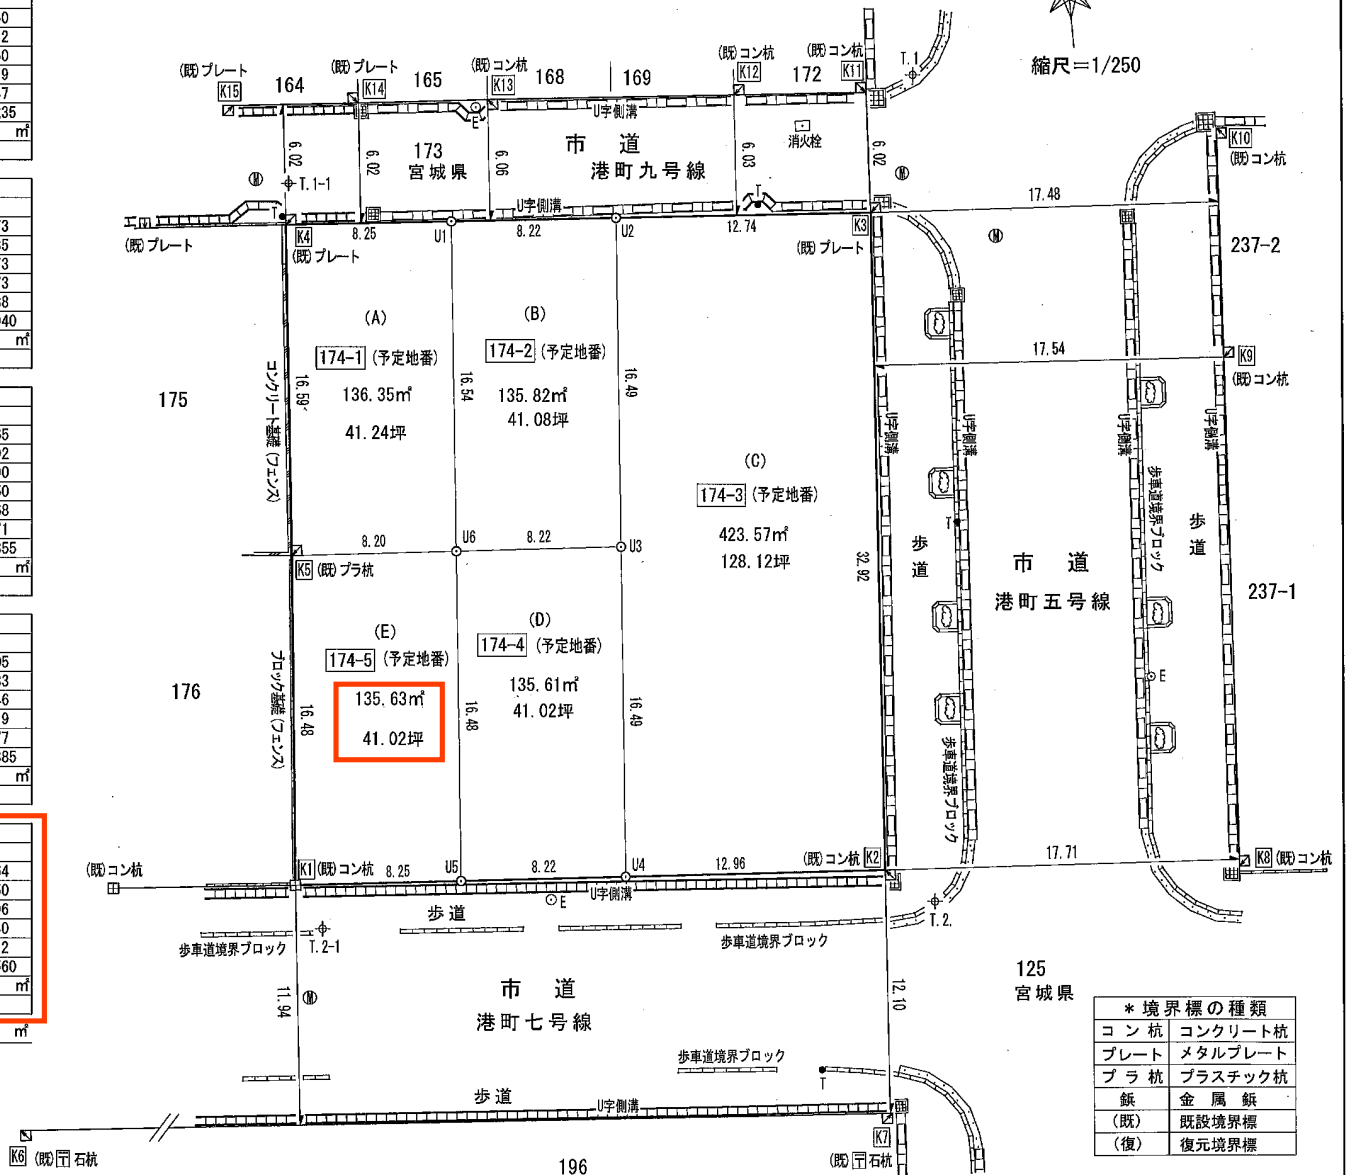 縮尺=1/250
(既)プレート
K15
164
(既)プレート
K14
165
(既)コン杭
K13
168
169
(既)コン杭
K12
172
(既)コン杭
K11
T.1
E
U字側溝
市 道
港町九号線
消火栓
173
宮城県
6.02
6.02
6.06
6.03
6.02
Ⓜ
T.1-1
T
T
U字側溝
K10
(既)コン杭
17.48
(既)プレート
K4
(既)プレート
8.25
U1
8.22
U2
12.74
(既)プレート
K3
Ⓜ
Ⓜ
237-2
(A)
174-1 (予定地番)
136.35㎡
41.24坪
(B)
174-2 (予定地番)
135.82㎡
41.08坪
(C)
174-3 (予定地番)
423.57㎡
128.12坪
175
コンクリート基礎(フェンス)
16.59
16.54
16.49
32.92
17.54
K9
(既)コン杭
U字側溝
U字側溝
U字側溝
U字側溝
歩車道境界ブロック
歩道
歩道
T
市 道
港町五号線
237-1
8.20
U6
8.22
U3
K5 (既)プラ杭
(E)
174-5 (予定地番)
135.63㎡
41.02坪
(D)
174-4 (予定地番)
135.61㎡
41.02坪
176
ブロック基礎(フェンス)
16.48
16.48
16.49
歩車道境界ブロック
E
(既)コン杭
K1 (既)コン杭
8.25
U5
8.22
U4
12.96
(既)コン杭 K2
17.71
K8 (既)コン杭
U字側溝
E
歩道
歩車道境界ブロック
T.2-1
歩車道境界ブロック
T.2.
11.94
Ⓜ
市 道
港町七号線
12.10
125
宮城県
歩車道境界ブロック
T
歩道
U字側溝
K6 (既)〒石杭
K7
(既)〒石杭
196
*境界標の種類
コン杭 コンクリート杭
プレート メタルプレート
プラ杭 プラスチック杭
鋲 金属鋲
(既) 既設境界標
(復) 復元境界標
㎡
㎡
㎡
㎡
㎡
㎡